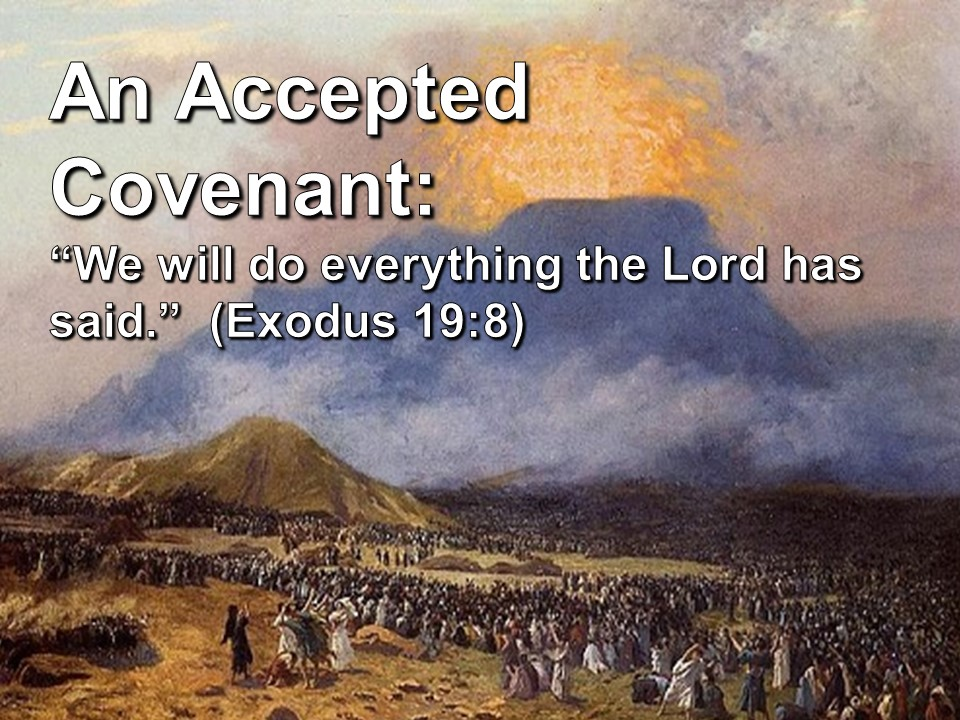 An Accepted
Covenant:
“We will do everything the Lord has
said.”  (Exodus 19:8)